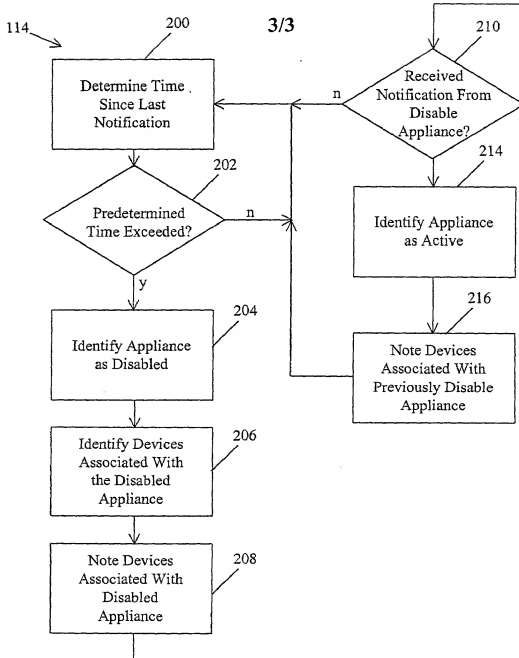 114
200
3/3
210
Determine Time
Since Last
Notification
n
Received
Notification From
Disable
Appliance?
202
214
Predetermined
Time Exceeded?
n
Identify Appliance
as Active
y
204
216
Identify Appliance
as Disabled
Note Devices
Associated With
Previously Disable
Appliance
206
Identify Devices
Associated With
the Disabled
Appliance
208
Note Devices
Associated With
Disabled
Appliance